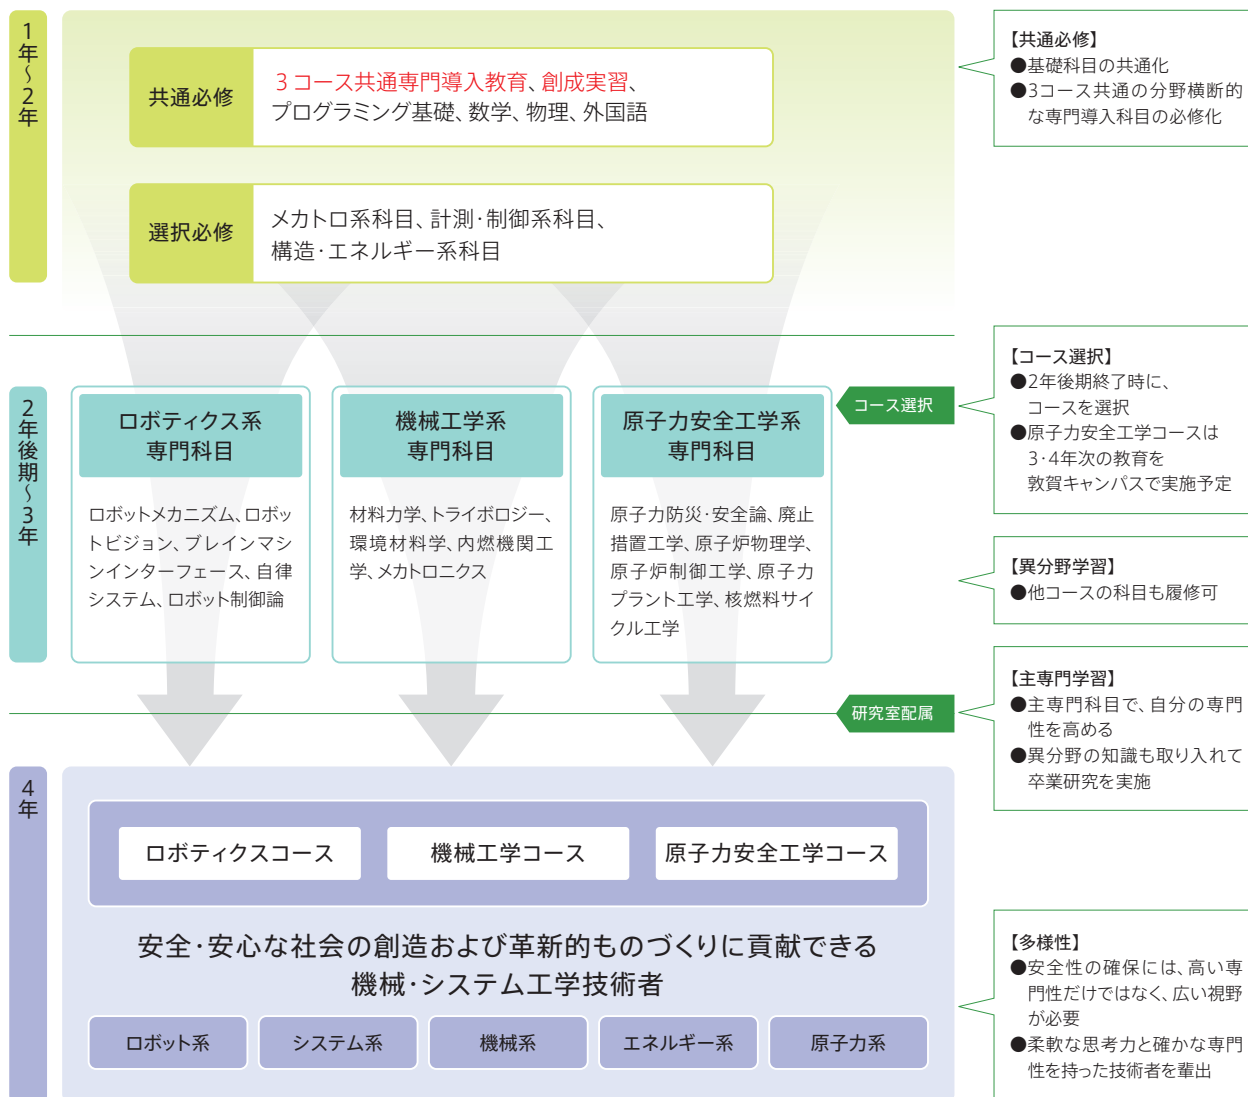 1年〜2年
共通必修
3コース共通専門導入教育、創成実習、
プログラミング基礎、数学、物理、外国語
選択必修
メカトロ系科目、計測・制御系科目、
構造・エネルギー系科目
【共通必修】
●基礎科目の共通化
●3コース共通の分野横断的
な専門導入科目の必修化
2年後期〜3年
ロボティクス系
専門科目
ロボットメカニズム、ロボッ
トビジョン、ブレインマシ
ンインターフェース、自律
システム、ロボット制御論
機械工学系
専門科目
材料力学、トライボロジー、
環境材料学、内燃機関工
学、メカトロニクス
原子力安全工学系
専門科目
原子力防災・安全論、廃止
措置工学、原子炉物理学、
原子炉制御工学、原子力
プラント工学、核燃料サイ
クル工学
コース選択
【コース選択】
●2年後期終了時に、
コースを選択
●原子力安全工学コースは
3・4年次の教育を
敦賀キャンパスで実施予定
【異分野学習】
●他コースの科目も履修可
研究室配属
【主専門学習】
●主専門科目で、自分の専門
性を高める
●異分野の知識も取り入れて
卒業研究を実施
4年
ロボティクスコース
機械工学コース
原子力安全工学コース
安全・安心な社会の創造および革新的ものづくりに貢献できる
機械・システム工学技術者
ロボット系
システム系
機械系
エネルギー系
原子力系
【多様性】
●安全性の確保には、高い専
門性だけではなく、広い視野
が必要
●柔軟な思考力と確かな専門
性を持った技術者を輩出